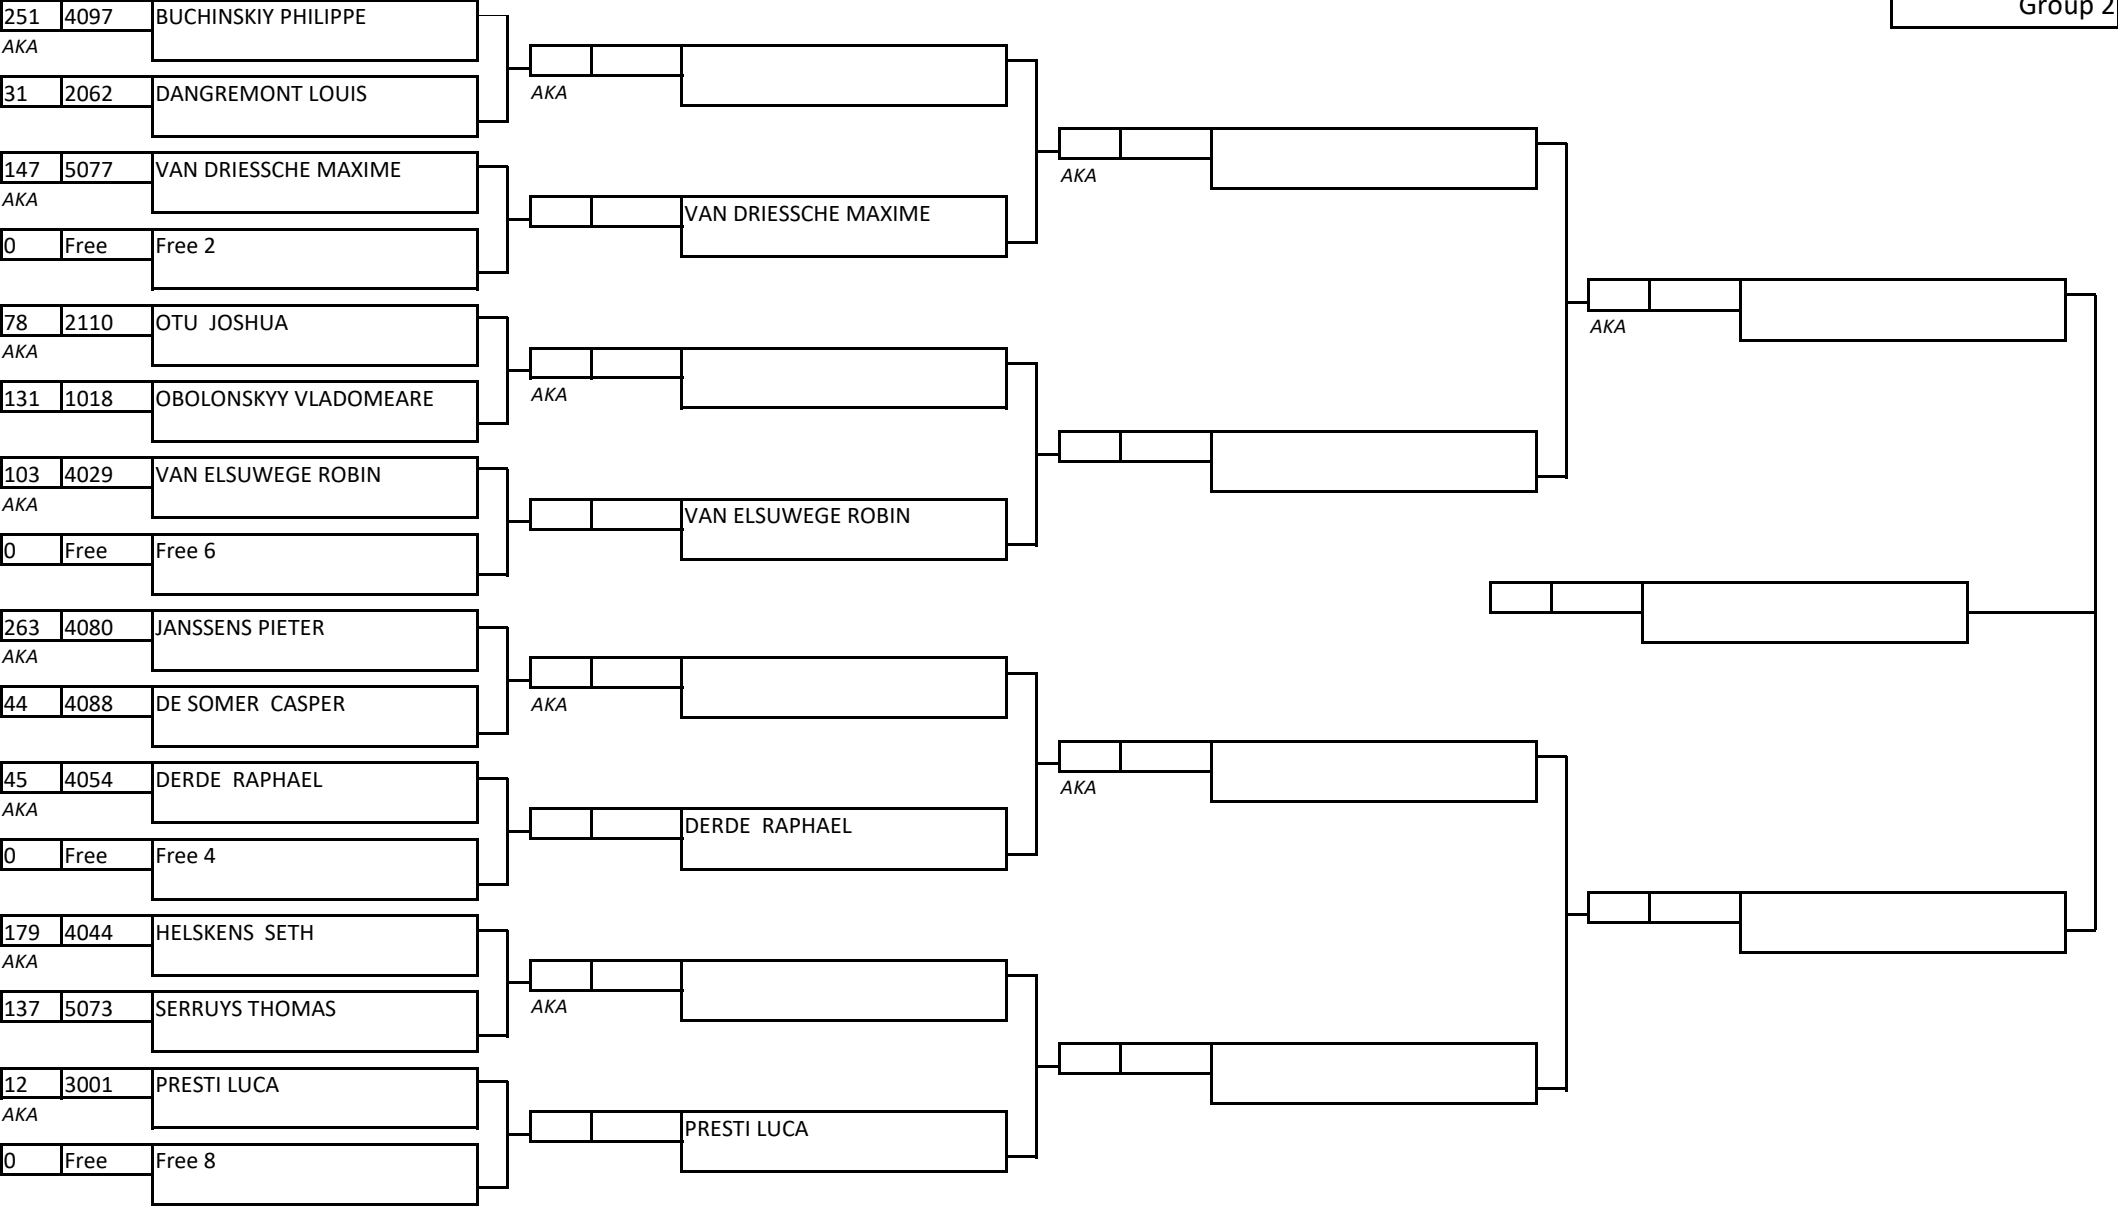 Group 2
251 4097 BUCHINSKIY PHILIPPE
AKA
AKA
31 2062 DANGREMONT LOUIS
147 5077 VAN DRIESSCHE MAXIME
AKA
AKA
VAN DRIESSCHE MAXIME
0 Free Free 2
78 2110 OTU  JOSHUA
AKA
AKA
AKA
131 1018 OBOLONSKYY VLADOMEARE
103 4029 VAN ELSUWEGE ROBIN
AKA
VAN ELSUWEGE ROBIN
0 Free Free 6
263 4080 JANSSENS PIETER
AKA
44 4088 DE SOMER  CASPER
AKA
45 4054 DERDE  RAPHAEL
AKA
AKA
DERDE  RAPHAEL
0 Free Free 4
179 4044 HELSKENS  SETH
AKA
137 5073 SERRUYS THOMAS
AKA
12 3001 PRESTI LUCA
AKA
PRESTI LUCA
0 Free Free 8